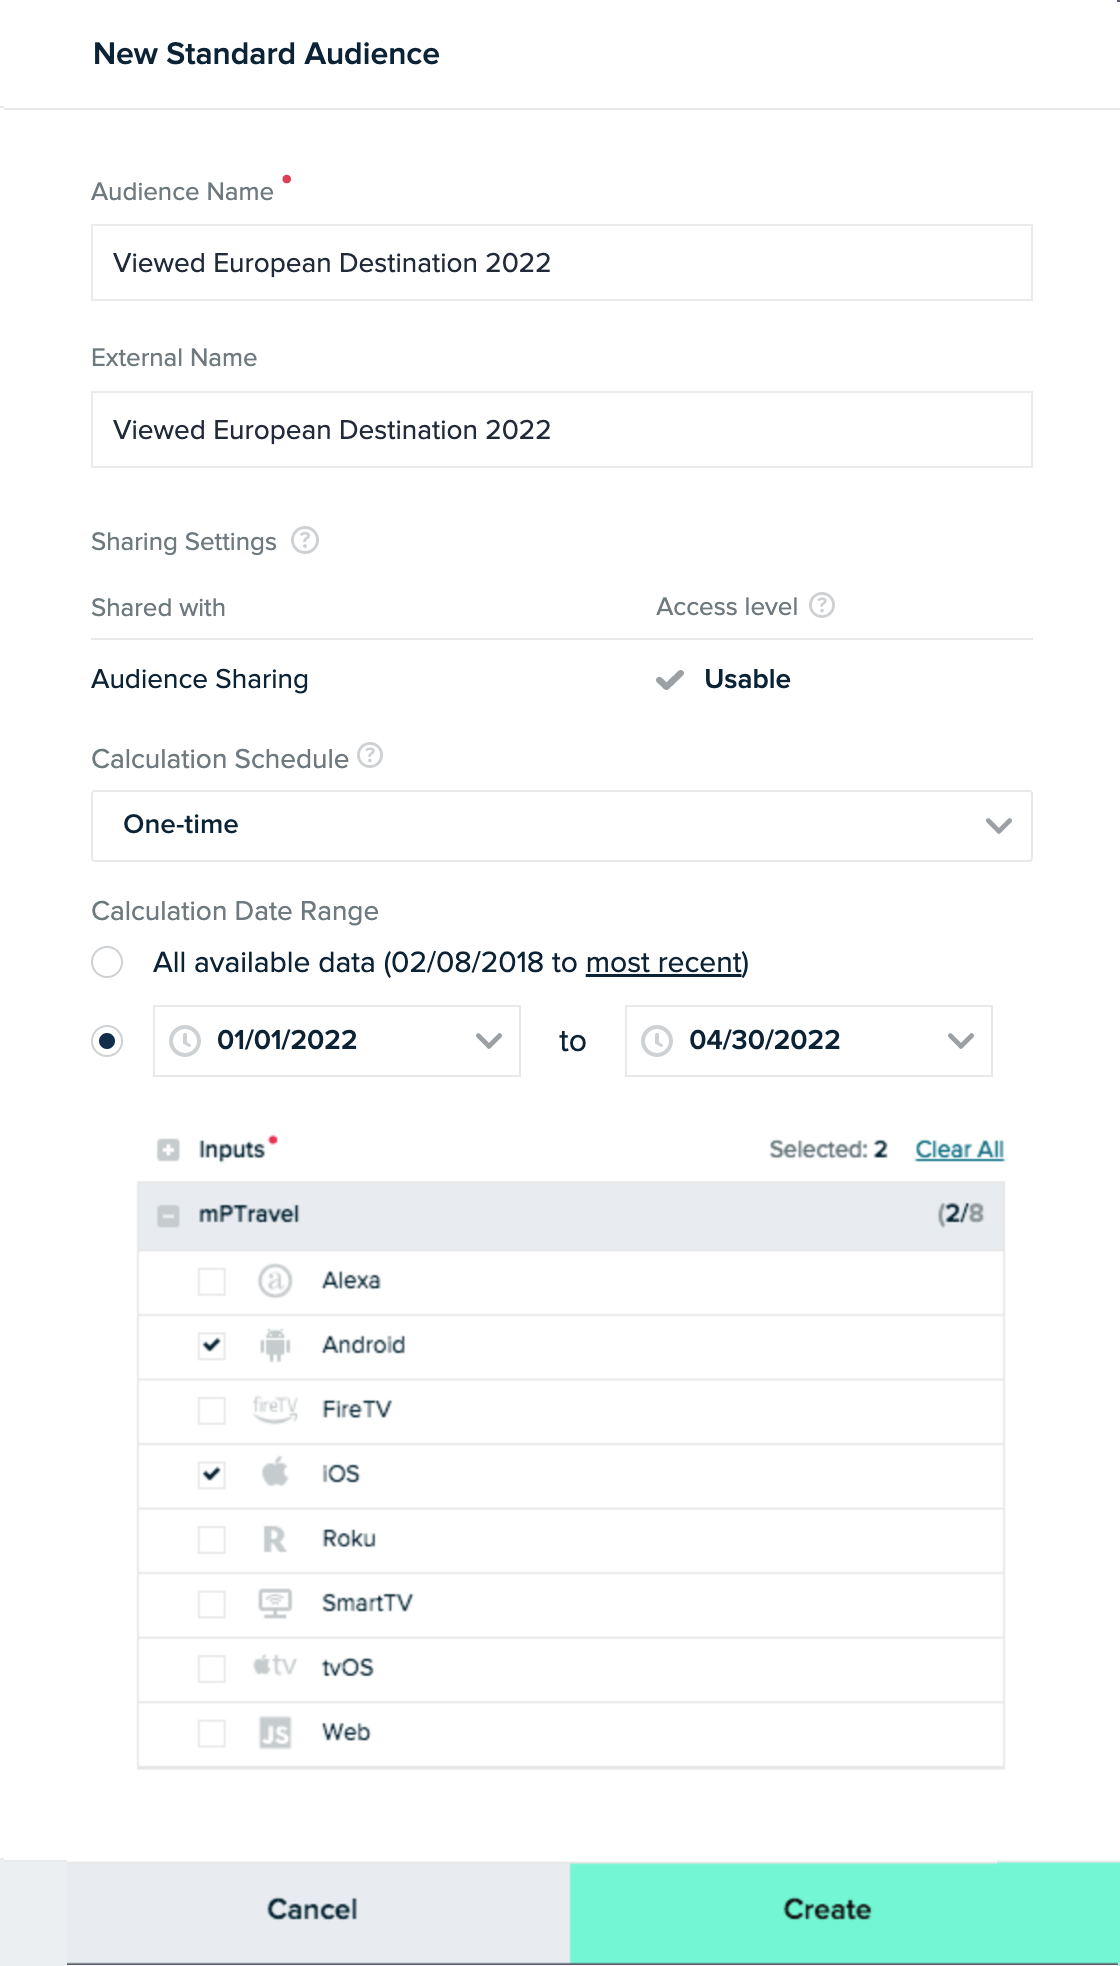 New Standard Audience
Audience Name
Viewed European Destination 2022
External Name
Viewed European Destination 2022
Sharing Settings ?
Shared with Access level ?
Audience Sharing Usable
Calculation Schedule ?
One-time
Calculation Date Range
All available data (02/08/2018 to most recent)
01/01/2022 to 04/30/2022
Inputs Selected: 2 Clear All
mPTravel (2/8
a Alexa
Android
fireTV FireTV
iOS
R Roku
SmartTV
tv tvOS
JS Web
Cancel Create